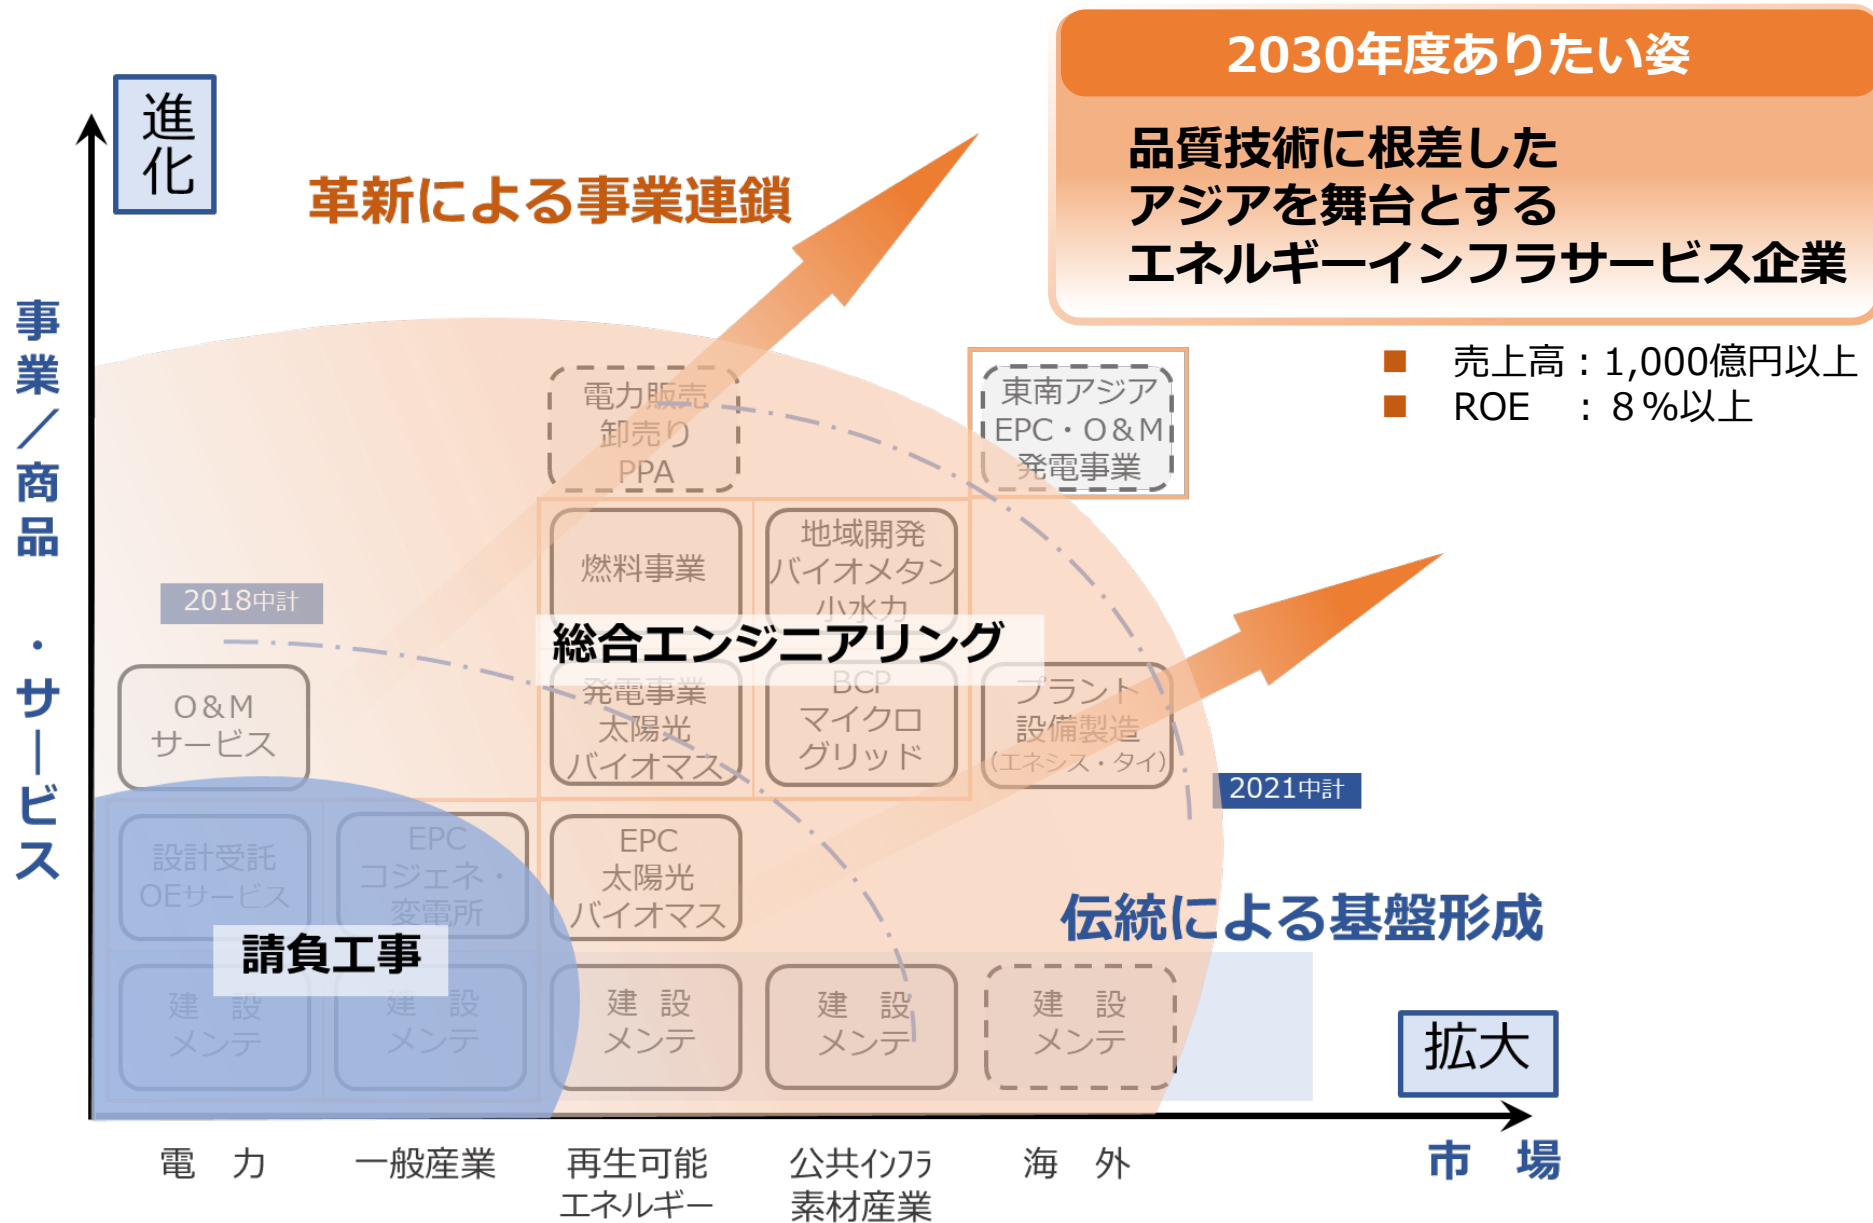 2030年度ありたい姿
品質技術に根差した
アジアを舞台とする
エネルギーインフラサービス企業
■ 売上高：1,000億円以上
■ ROE ：８%以上
進化
革新による事業連鎖
事業／商品・サービス
電力販売
卸売り
PPA
東南アジア
EPC・O&M
発電事業
燃料事業
地域開発
バイオメタン
小水力
2018中計
総合エンジニアリング
O&M
サービス
発電事業
太陽光
バイオマス
BCP
マイクロ
グリッド
プラント
設備製造
(エネシス・タイ)
2021中計
設計受託
OEサービス
EPC
コジェネ・
変電所
EPC
太陽光
バイオマス
伝統による基盤形成
請負工事
建 設
メンテ
建 設
メンテ
建 設
メンテ
建 設
メンテ
建 設
メンテ
拡大
電 力
一般産業
再生可能
エネルギー
公共インフラ
素材産業
海 外
市 場